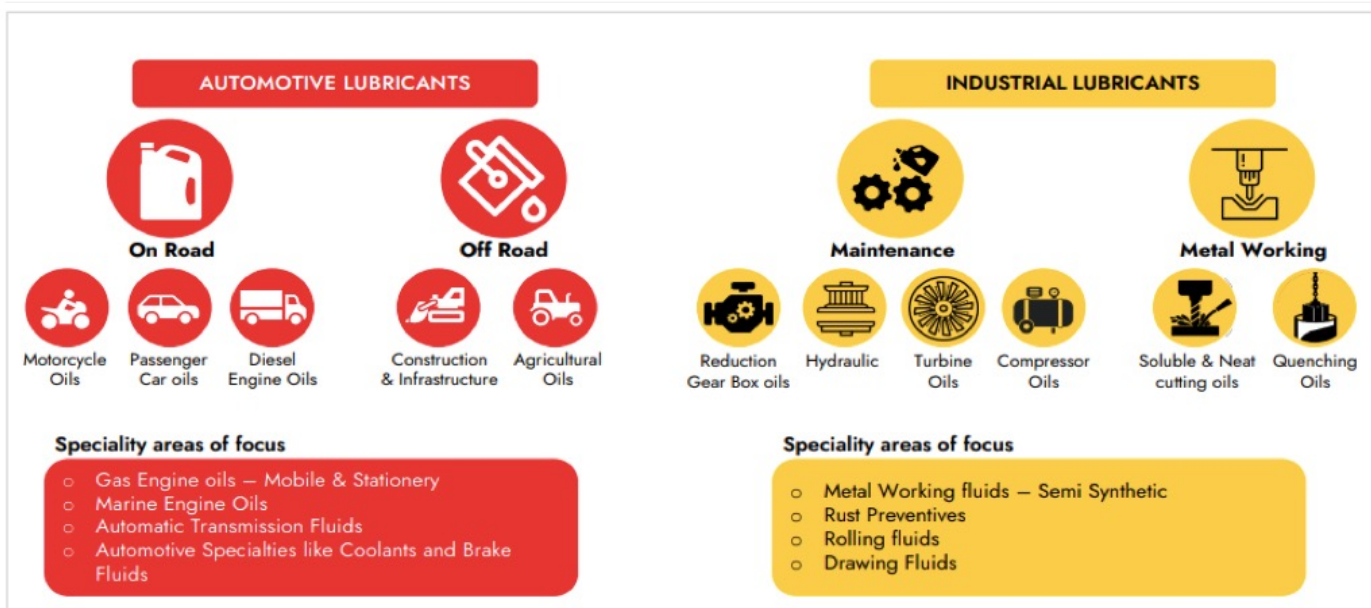 AUTOMOTIVE LUBRICANTS
On Road
Off Road
Motorcycle
Oils
Passenger
Car oils
Diesel
Engine Oils
Construction
& Infrastructure
Agricultural
Oils
Speciality areas of focus
o Gas Engine oils – Mobile & Stationery
o Marine Engine Oils
o Automatic Transmission Fluids
o Automotive Specialties like Coolants and Brake
Fluids
INDUSTRIAL LUBRICANTS
Maintenance
Metal Working
Reduction
Gear Box oils
Hydraulic
Turbine
Oils
Compressor
Oils
Soluble & Neat
cutting oils
Quenching
Oils
Speciality areas of focus
o Metal Working fluids – Semi Synthetic
o Rust Preventives
o Rolling fluids
o Drawing Fluids